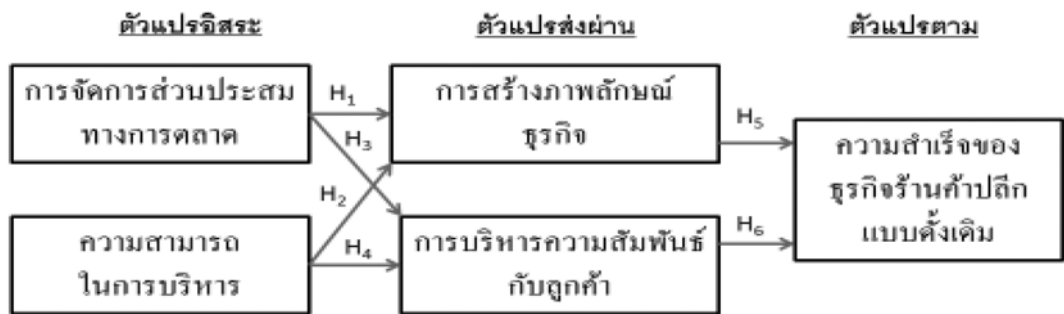 ตัวแปรอิสระ
ตัวแปรส่งผ่าน
ตัวแปรตาม
การจัดการส่วนประสม
ทางการตลาด
H1
H3
การสร้างภาพลักษณ์
ธุรกิจ
H5
ความสำเร็จของ
ธุรกิจร้านค้าปลีก
แบบดั้งเดิม
ความสามารถ
ในการบริหาร
H2
H4
การบริหารความสัมพันธ์
กับลูกค้า
H6